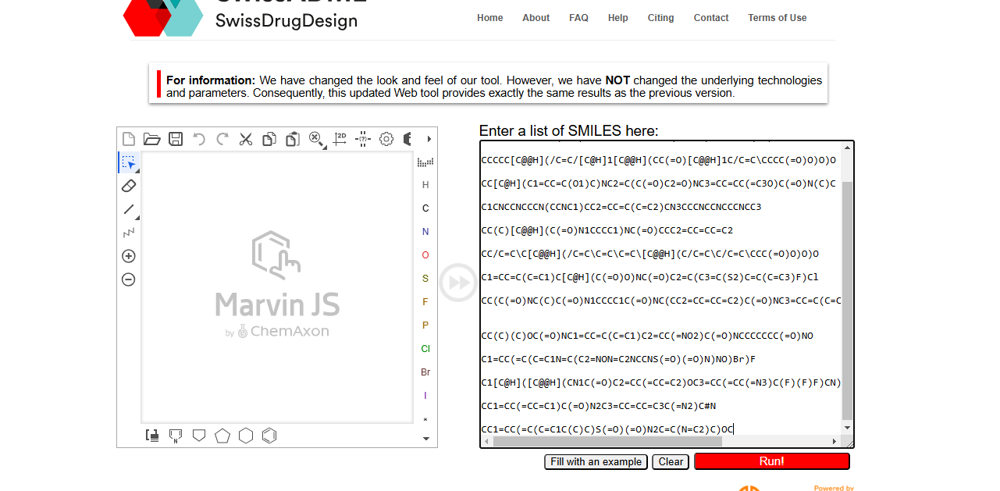 SwissDrugDesign
Home About FAQ Help Citing Contact Terms of Use
For information: We have changed the look and feel of our tool. However, we have NOT changed the underlying technologies
and parameters. Consequently, this updated Web tool provides exactly the same results as the previous version.
Enter a list of SMILES here:
2D
(?)
H
C
N
O
S
F
P
Cl
Br
I
*
N
Marvin JS
by ChemAxon
CCCCC[C@@H](/C=C/[C@H]1[C@@H](CC(=O)[C@@H]1C/C=C\CCCC(=O)O)O)O
CC[C@H](C1=CC=C(O1)C)NC2=C(C(=O)C2=O)NC3=CC=CC(=C3O)C(=O)N(C)C
C1CNCCNCCCN(CCNC1)CC2=CC=C(C=C2)CN3CCCNCCNCCCNCC3
CC(C)[C@@H](C(=O)N1CCCC1)NC(=O)CCC2=CC=CC=C2
CC/C=C\C[C@@H](/C=C\C=C\C=C\[C@@H](C/C=C\C/C=C\CCC(=O)O)O)O
C1=CC=C(C=C1)C[C@H](C(=O)O)NC(=O)C2=C(C3=C(S2)C=C(C=C3)F)Cl
CC(C(=O)NC(C)C(=O)N1CCCC1C(=O)NC(CC2=CC=CC=C2)C(=O)NC3=CC=C(C=C
CC(C)(C)OC(=O)NC1=CC=C(C=C1)C2=CC(=NO2)C(=O)NCCCCCCC(=O)NO
C1=CC(=C(C=C1N=C(C2=NON=C2NCCNS(=O)(=O)N)NO)Br)F
C1[C@H]([C@@H](CN1C(=O)C2=CC(=CC=C2)OC3=CC(=CC(=N3)C(F)(F)F)CN)
CC1=CC(=CC=C1)C(=O)N2C3=CC=CC=C3C(=N2)C#N
CC1=CC(=C(C=C1C(C)C)S(=O)(=O)N2C=C(N=C2)C)OC
Fill with an example Clear Run!
Powered by